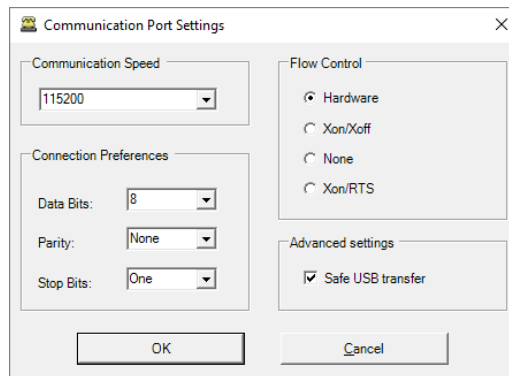 Communication Port Settings
Communication Speed
115200
Connection Preferences
Data Bits: 8
Parity: None
Stop Bits: One
Flow Control
Hardware
Xon/Xoff
None
Xon/RTS
Advanced settings
Safe USB transfer
OK
Cancel